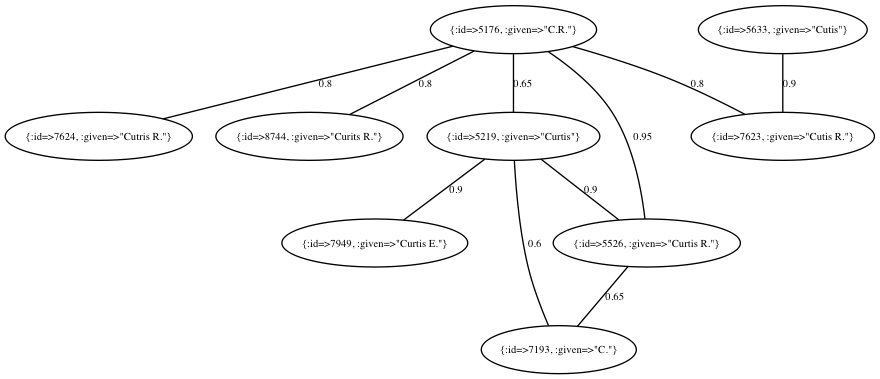 {:id=>5176, :given=>"C.R."}
{:id=>5633, :given=>"Cutis"}
0.8
0.8
0.65
0.8
0.9
{:id=>7624, :given=>"Cutris R."}
{:id=>8744, :given=>"Curits R."}
{:id=>5219, :given=>"Curtis"}
0.95
{:id=>7623, :given=>"Cutis R."}
0.9
0.9
{:id=>7949, :given=>"Curtis E."}
0.6
{:id=>5526, :given=>"Curtis R."}
0.65
{:id=>7193, :given=>"C."}